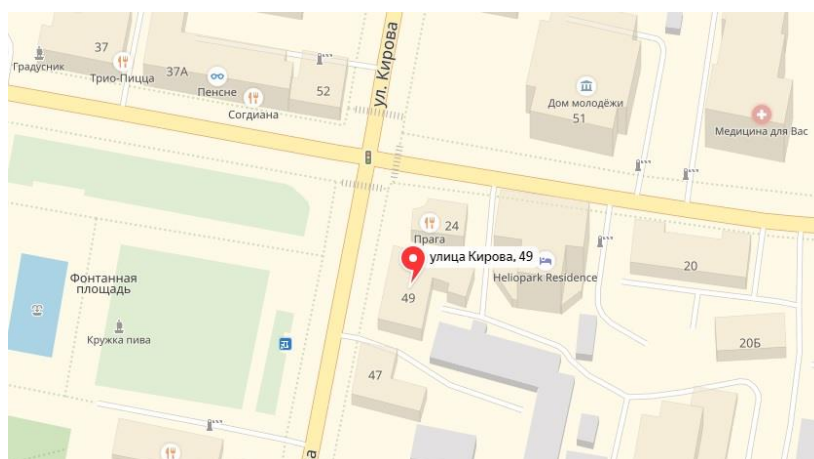 37
Градусник
Трио-Пицца
37А
Пенсне
52
Согдиана
ул. Кирова
Дом молодёжи
51
Медицина для Вас
24
Прага
улица Кирова, 49
Heliopark Residence
20
49
Фонтанная
площадь
Кружка пива
20Б
47
а